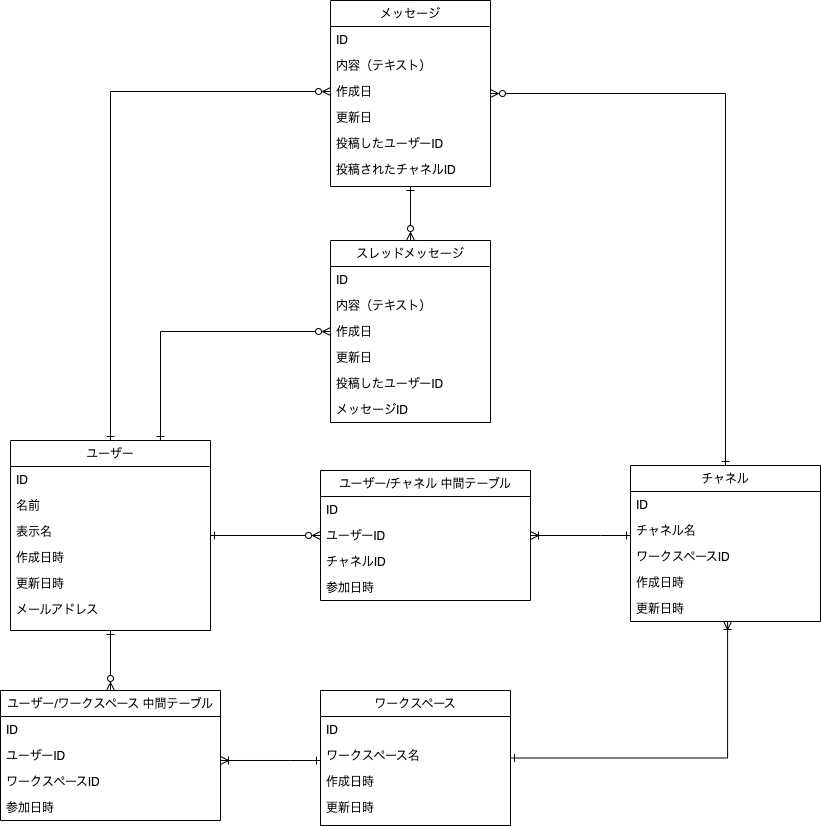 メッセージ
ID
内容（テキスト）
作成日
更新日
投稿したユーザーID
投稿されたチャネルID
スレッドメッセージ
ID
内容（テキスト）
作成日
更新日
投稿したユーザーID
メッセージID
ユーザー
ID
名前
表示名
作成日時
更新日時
メールアドレス
ユーザー/チャネル 中間テーブル
ID
ユーザーID
チャネルID
参加日時
チャネル
ID
チャネル名
ワークスペースID
作成日時
更新日時
ユーザー/ワークスペース 中間テーブル
ID
ユーザーID
ワークスペースID
参加日時
ワークスペース
ID
ワークスペース名
作成日時
更新日時